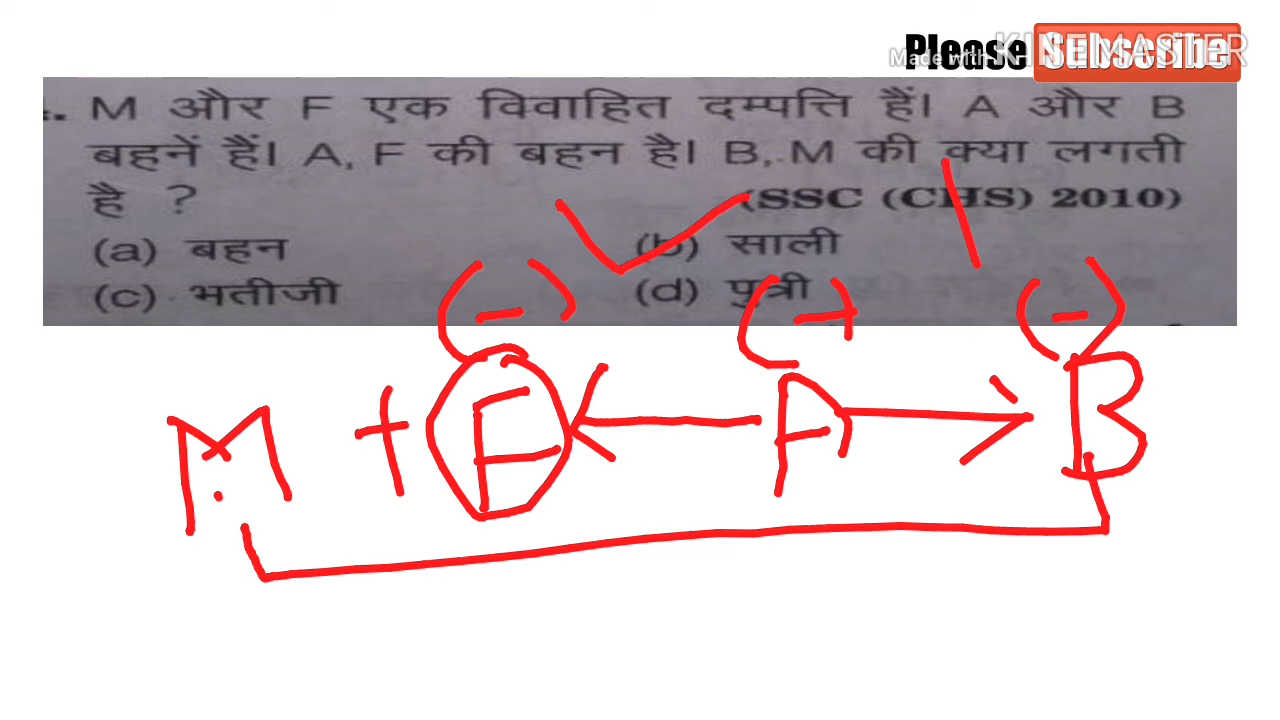 Please Subscribe
Made with KINEMASTER
M और F एक विवाहित दम्पत्ति हैं। A और B
बहनें हैं। A, F की बहन है। B, M की क्या लगती
है ?
(SSC (CHS) 2010)
(a) बहन
(b) साली
(c) भतीजी
(d) पुत्री
(-) (-) (-)
M + F A B